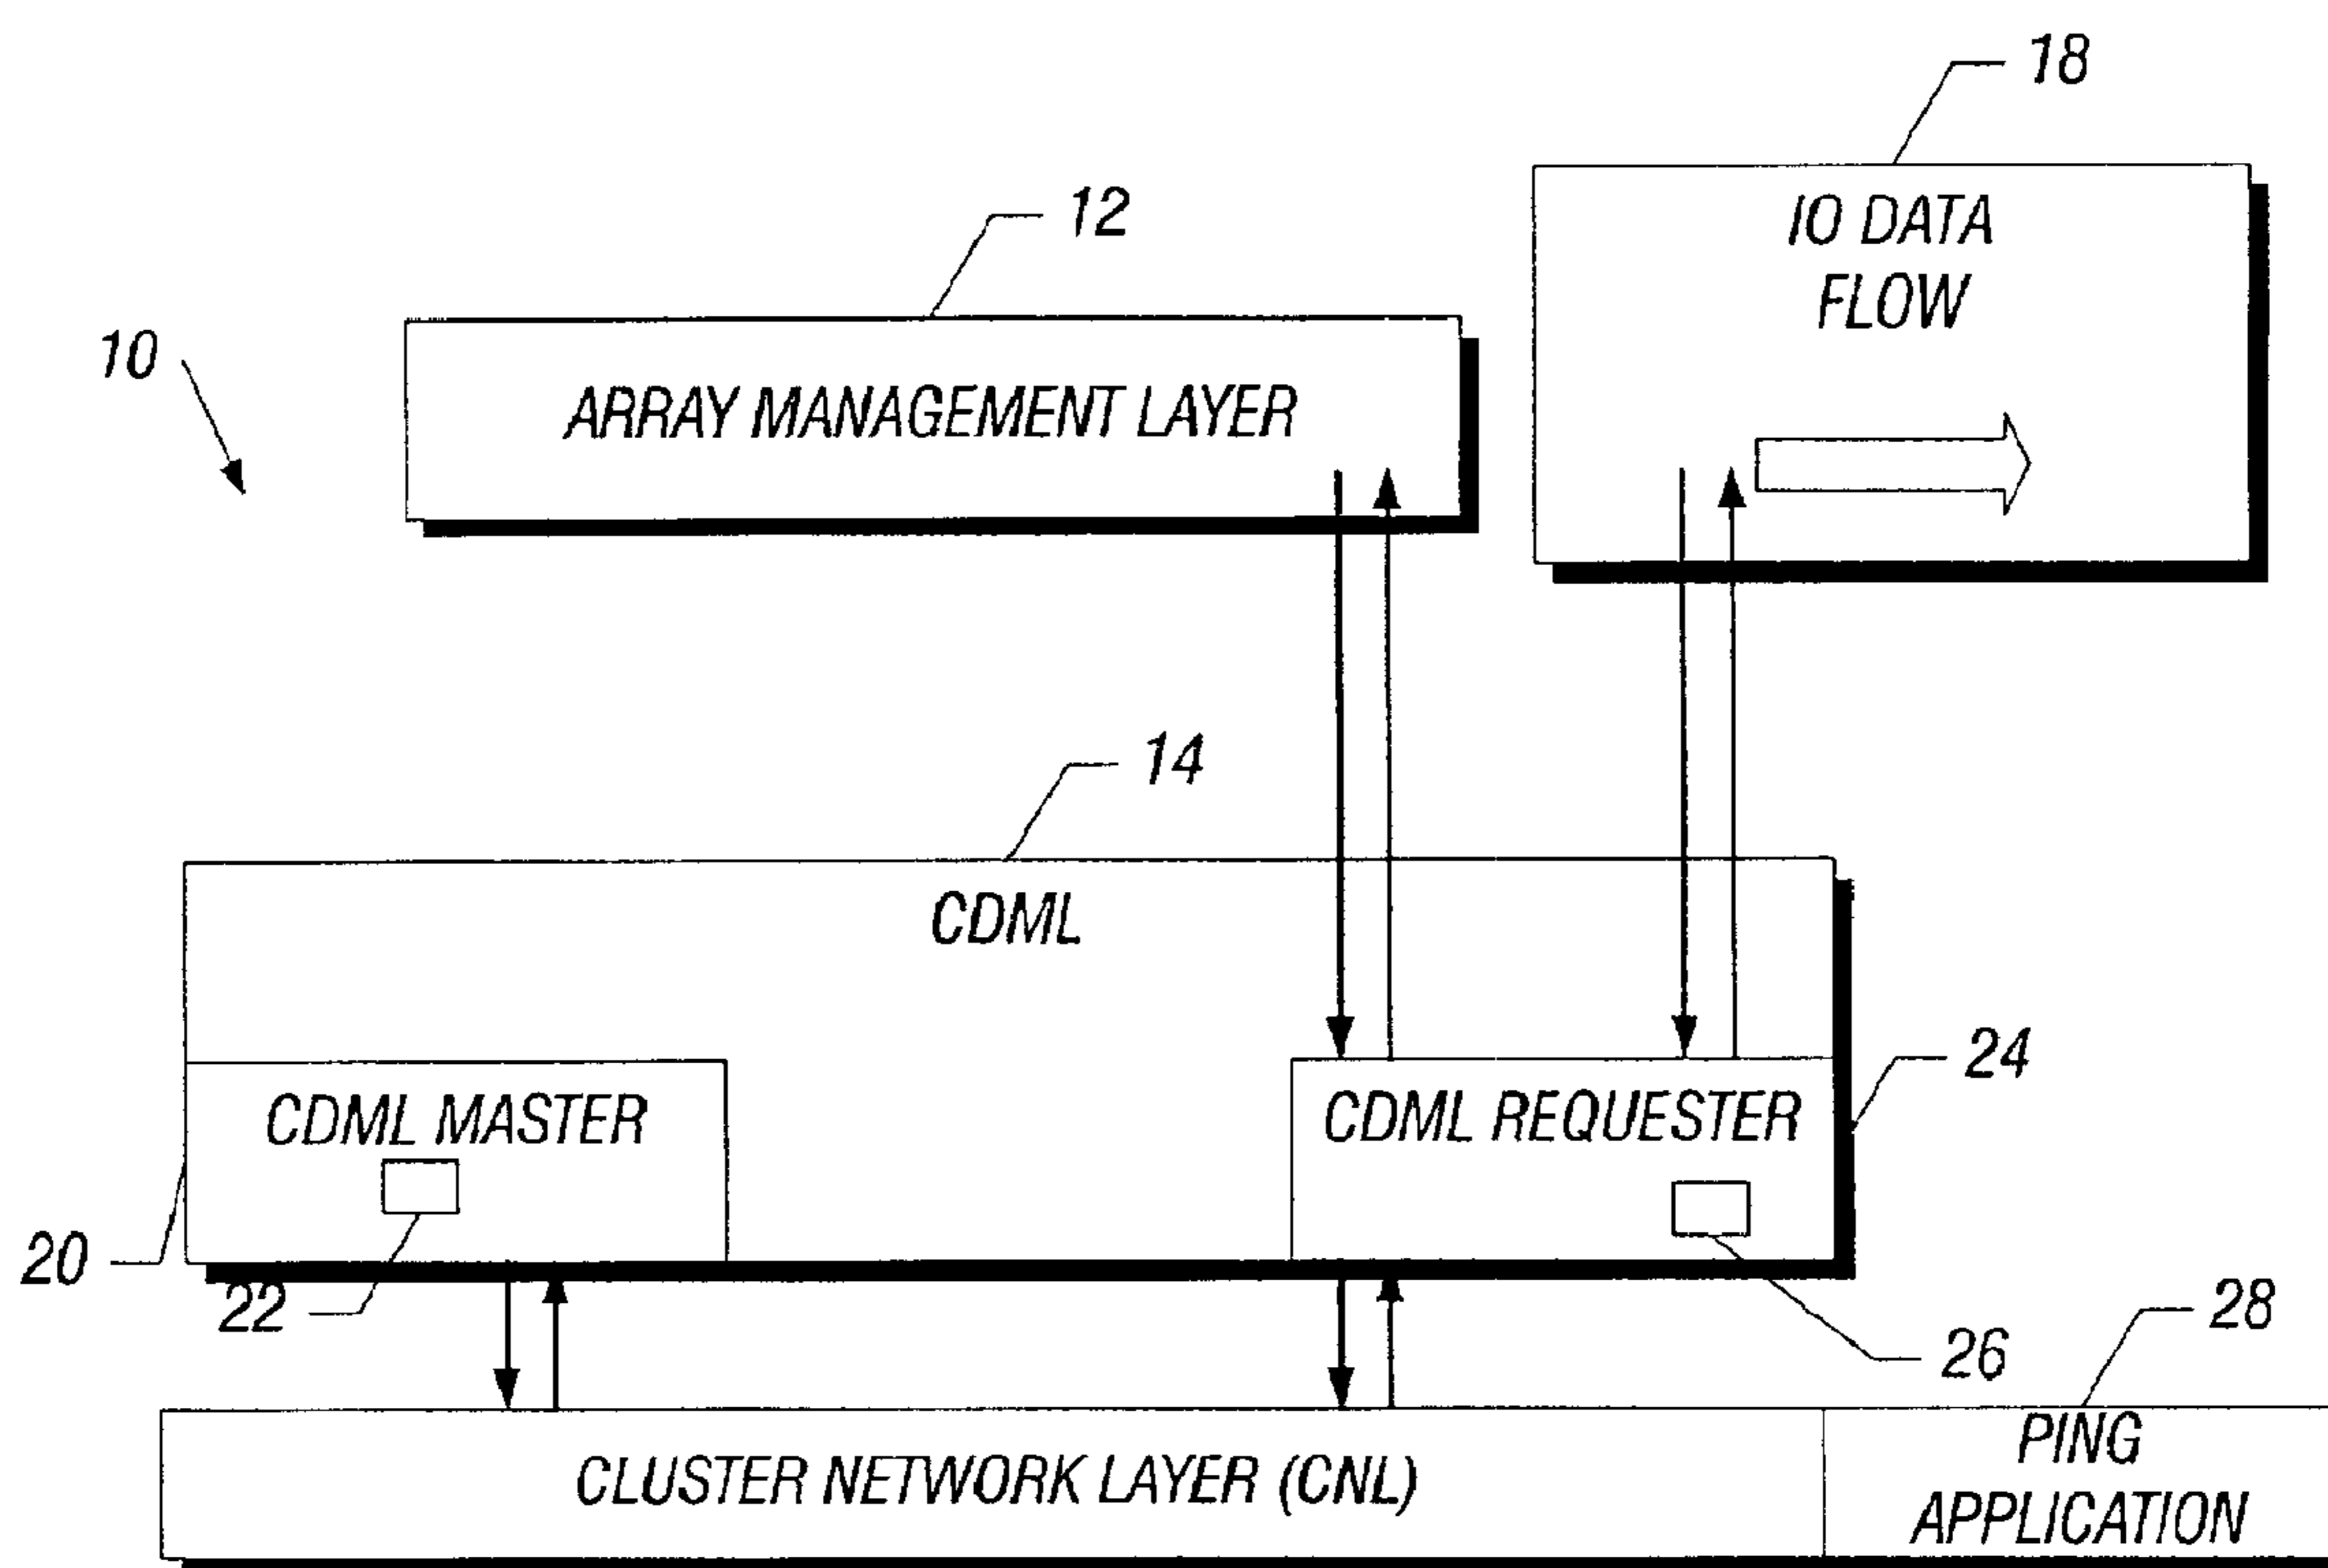 18
IO DATA
FLOW
12
10
ARRAY MANAGEMENT LAYER
14
CDML
24
CDML MASTER
CDML REQUESTER
20
22
28
26
CLUSTER NETWORK LAYER (CNL)
PING
APPLICATION